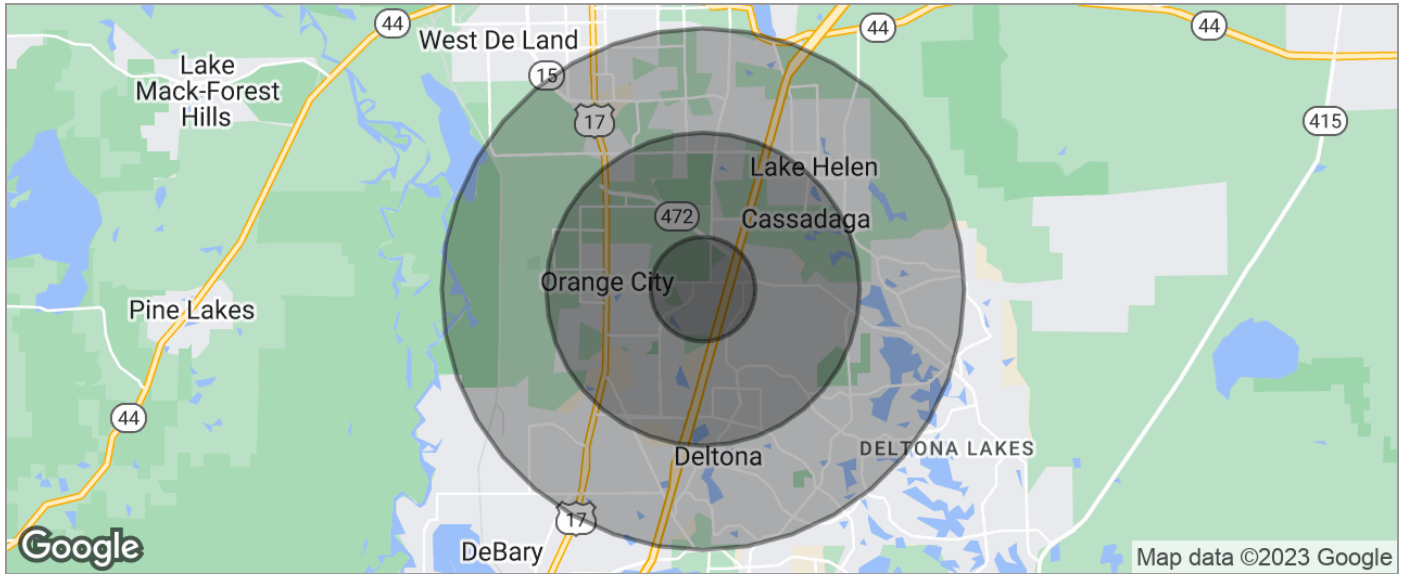 44
44
44
West De Land
Lake
Mack-Forest
Hills
15
17
415
Lake Helen
472
Cassadaga
Orange City
Pine Lakes
44
Deltona
DELTONA LAKES
17
DeBary
Google
Map data ©2023 Google